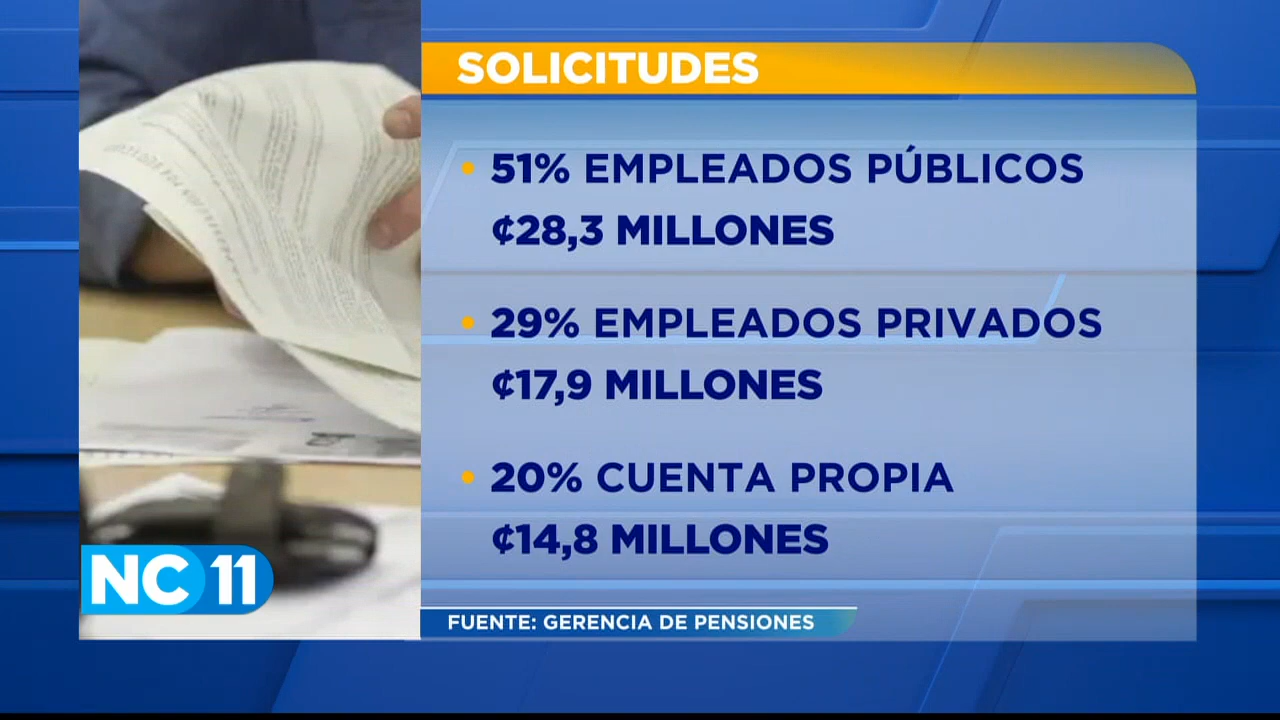 SOLICITUDES
• 51% EMPLEADOS PÚBLICOS
¢28,3 MILLONES
• 29% EMPLEADOS PRIVADOS
¢17,9 MILLONES
• 20% CUENTA PROPIA
¢14,8 MILLONES
NC 11
FUENTE: GERENCIA DE PENSIONES